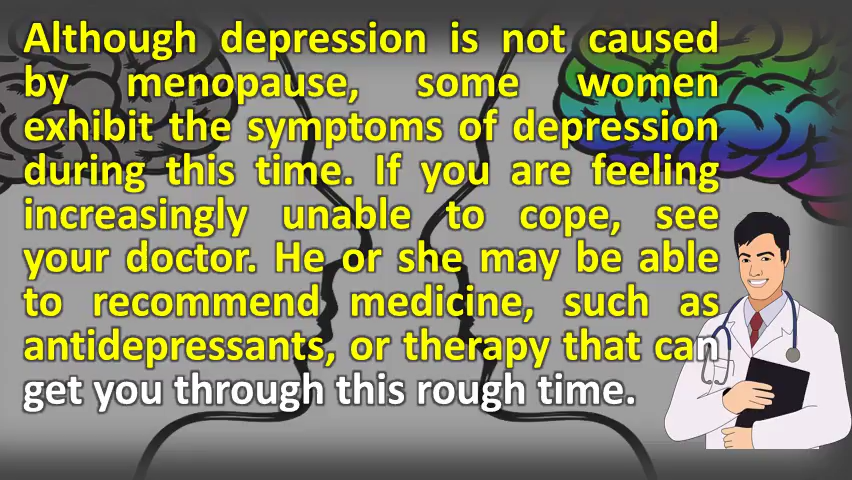 Although depression is not caused
by menopause, some women
exhibit the symptoms of depression
during this time. If you are feeling
increasingly unable to cope, see
your doctor. He or she may be able
to recommend medicine, such as
antidepressants, or therapy that can
get you through this rough time.